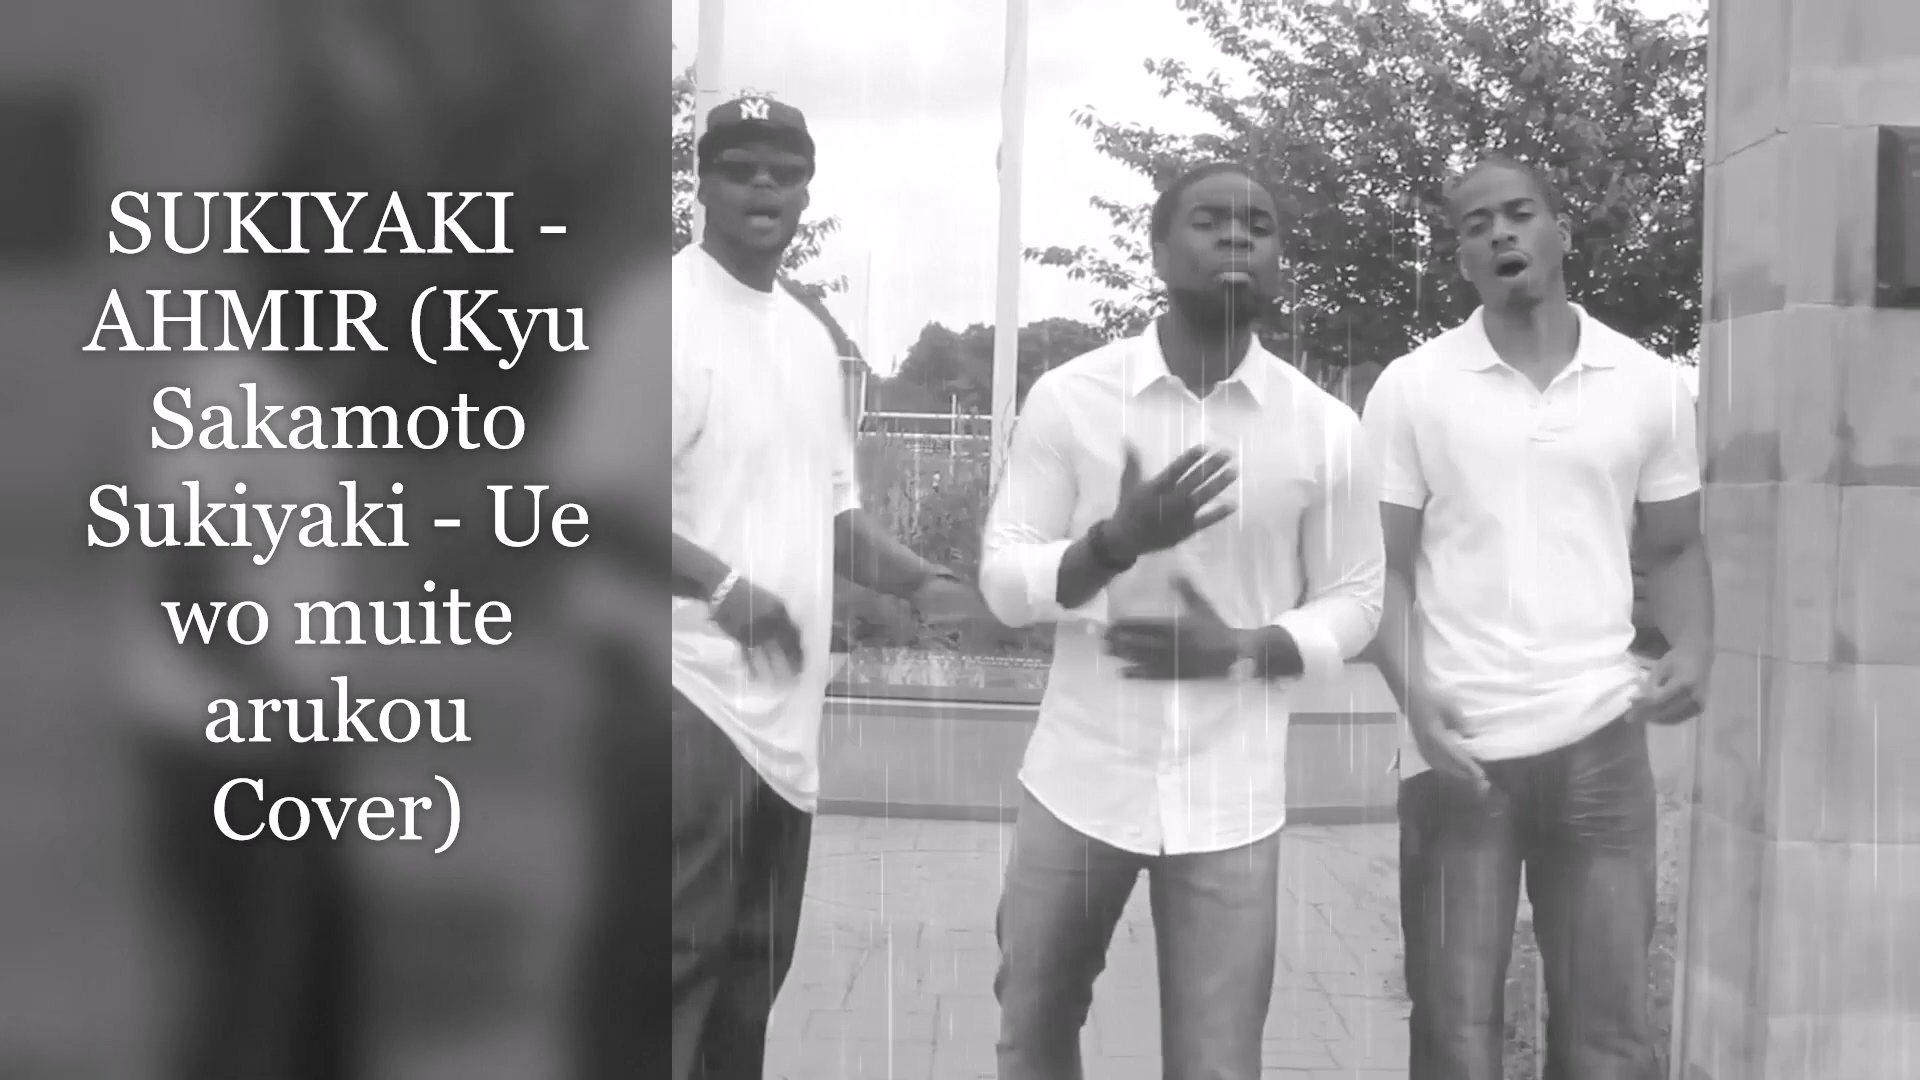 SUKIYAKI -
AHMIR (Kyu
Sakamoto
Sukiyaki - Ue
wo muite
arukou
Cover)
NY